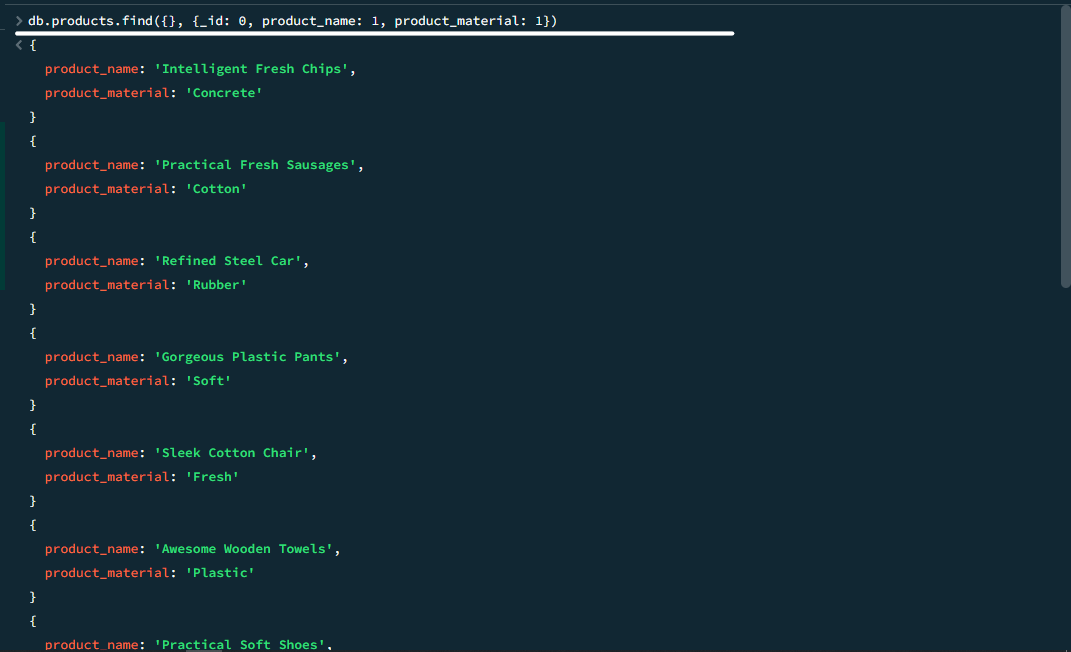 db.products.find({}, {_id: 0, product_name: 1, product_material: 1})
{
product_name: 'Intelligent Fresh Chips',
product_material: 'Concrete'
}
{
product_name: 'Practical Fresh Sausages',
product_material: 'Cotton'
}
{
product_name: 'Refined Steel Car',
product_material: 'Rubber'
}
{
product_name: 'Gorgeous Plastic Pants',
product_material: 'Soft'
}
{
product_name: 'Sleek Cotton Chair',
product_material: 'Fresh'
}
{
product_name: 'Awesome Wooden Towels',
product_material: 'Plastic'
}
{
product_name: 'Practical Soft Shoes',